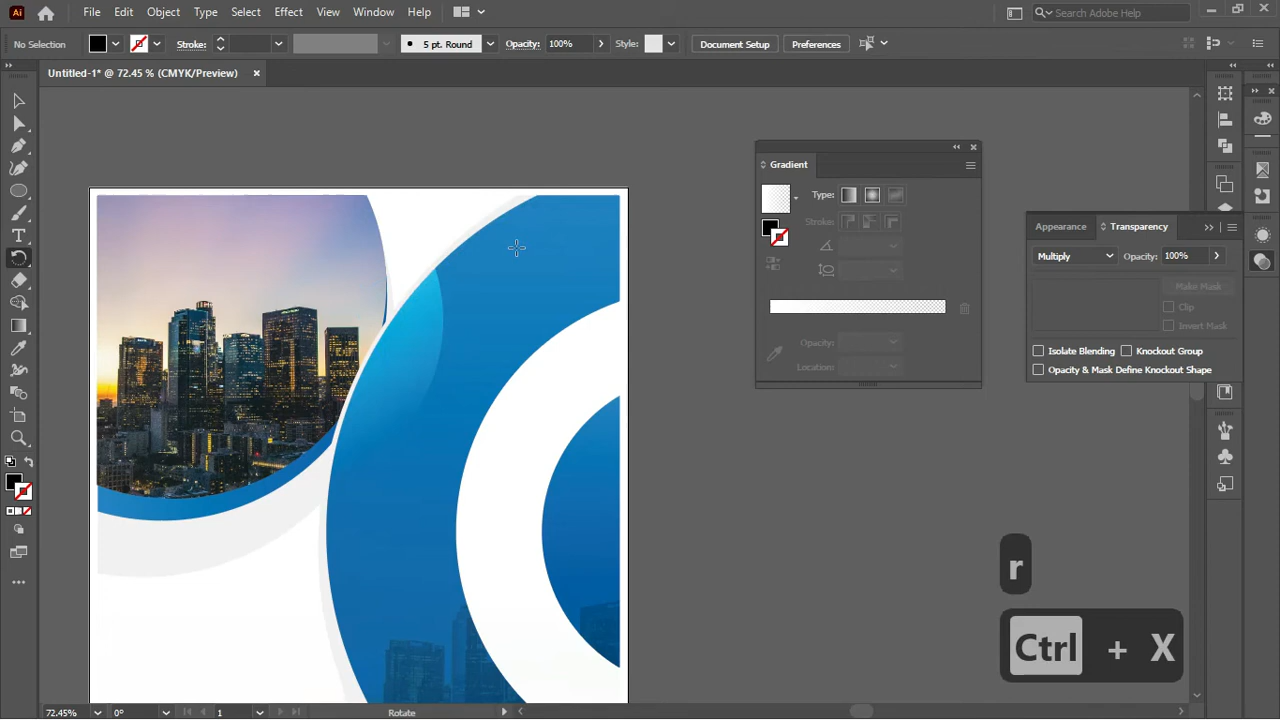 Ai File Edit Object Type Select Effect View Window Help Search Adobe Help
No Selection Stroke: 5 pt. Round Opacity: 100% Style: Document Setup Preferences
Untitled-1* @ 72.45 % (CMYK/Preview)
Gradient
Type:
Stroke:
Opacity:
Location:
Appearance Transparency
Multiply Opacity: 100%
Make Mask
Clip
Invert Mask
Isolate Blending Knockout Group
Opacity & Mask Define Knockout Shape
r
Ctrl + X
72.45% 0° 1 Rotate